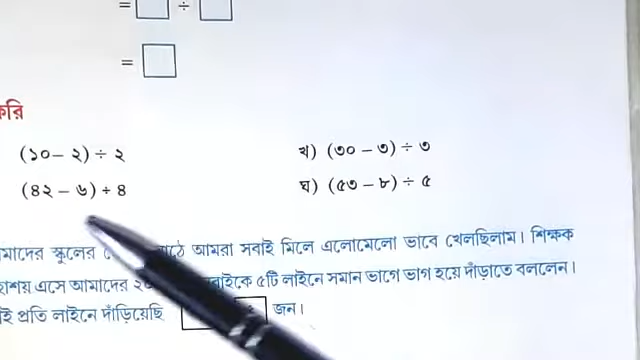 = ÷
=
করি
(১০ – ২) ÷ ২
খ) (৩০ – ৩) ÷ ৩
(৪২ – ৬) ÷ ৪
ঘ) (৫৩ – ৮) ÷ ৫
মাদের স্কুলের আমরা সবাই মিলে এলোমেলো ভাবে খেলছিলাম। শিক্ষক
হাশয় এসে আমাদের ৫টি লাইনে সমান ভাগে ভাগ হয়ে দাঁড়াতে বললেন।
ই প্রতি লাইনে দাঁড়িয়েছি জন।